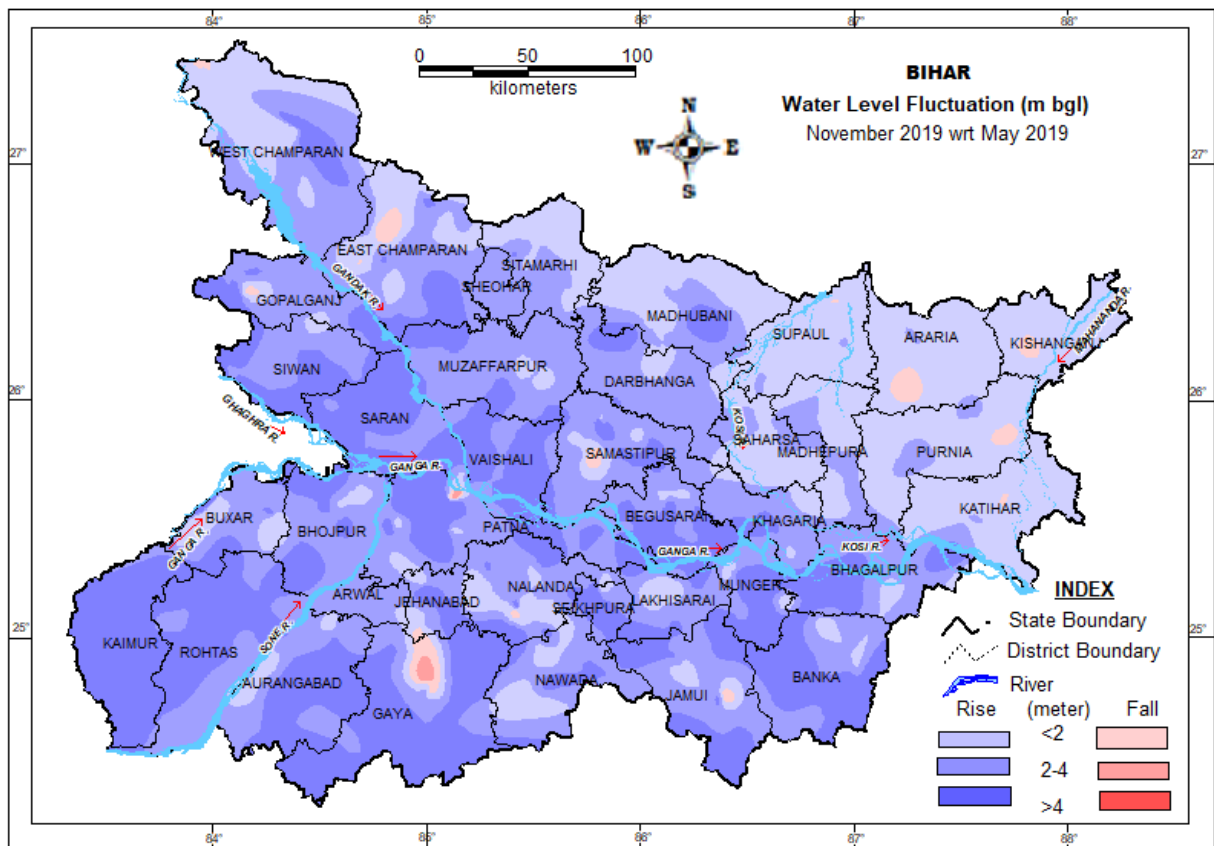 84°
85°
86°
87°
88°
0 50 100
kilometers
BIHAR
Water Level Fluctuation (m bgl)
November 2019 wrt May 2019
N
W E
S
27°
27°
WEST CHAMPARAN
EAST CHAMPARAN
SITAMARHI
SHEOHAR
GANDAK R.
GOPALGANJ
MADHUBANI
SUPAUL
ARARIA
KISHANGANJ
MAHANANDA R.
SIWAN
MUZAFFARPUR
DARBHANGA
26°
26°
GHAGHRA R.
SARAN
KOSI
SAHARSA
MADHEPURA
PURNIA
VAISHALI
SAMASTIPUR
GANGA R.
BUXAR
GANGA R.
BHOJPUR
PATNA
BEGUSARAI
KHAGARIA
KATIHAR
GANGA R.
KOSI R.
BHAGALPUR
ARWAL
JEHANABAD
NALANDA
SEIKHPURA
LAKHISARAI
MUNGER
SONE R.
25°
25°
KAIMUR
ROHTAS
AURANGABAD
GAYA
NAWADA
JAMUI
BANKA
INDEX
State Boundary
District Boundary
River
Rise (meter) Fall
<2
2-4
>4
84°
85°
86°
87°
88°